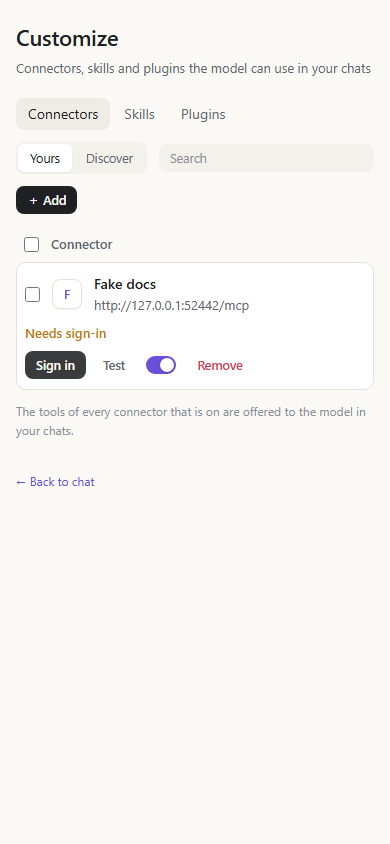 Customize
Connectors, skills and plugins the model can use in your chats
Connectors Skills Plugins
Yours Discover Search
+ Add
Connector
F
Fake docs
http://127.0.0.1:52442/mcp
Needs sign-in
Sign in Test Remove
The tools of every connector that is on are offered to the model in
your chats.
← Back to chat